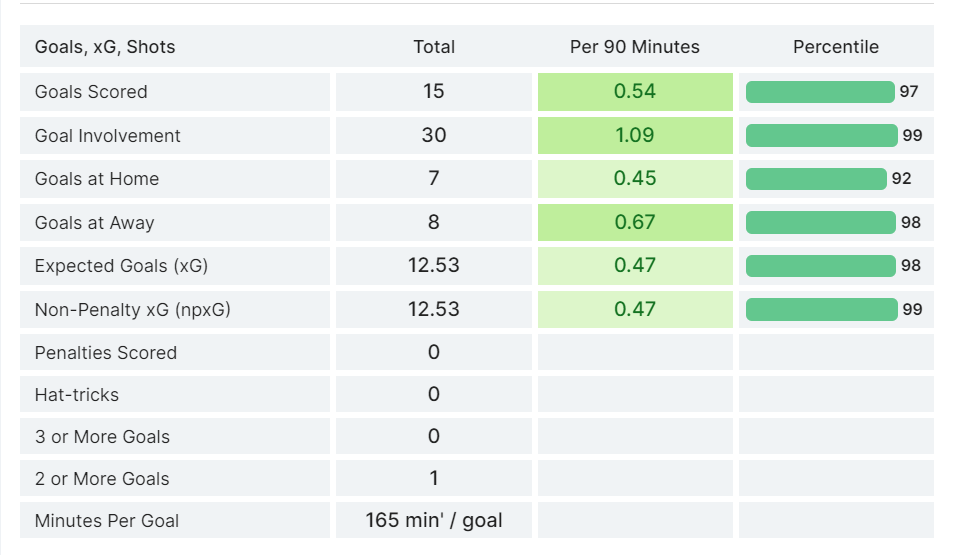 Goals, xG, Shots Total Per 90 Minutes Percentile
Goals Scored 15 0.54 97
Goal Involvement 30 1.09 99
Goals at Home 7 0.45 92
Goals at Away 8 0.67 98
Expected Goals (xG) 12.53 0.47 98
Non-Penalty xG (npxG) 12.53 0.47 99
Penalties Scored 0
Hat-tricks 0
3 or More Goals 0
2 or More Goals 1
Minutes Per Goal 165 min' / goal